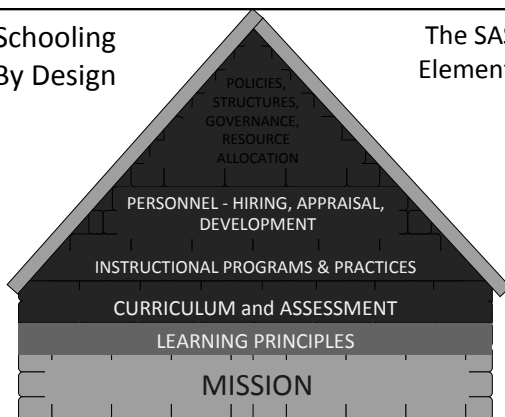 Schooling
By Design
The SAS
Element
POLICIES,
STRUCTURES,
GOVERNANCE,
RESOURCE
ALLOCATION
PERSONNEL - HIRING, APPRAISAL,
DEVELOPMENT
INSTRUCTIONAL PROGRAMS & PRACTICES
CURRICULUM and ASSESSMENT
LEARNING PRINCIPLES
MISSION